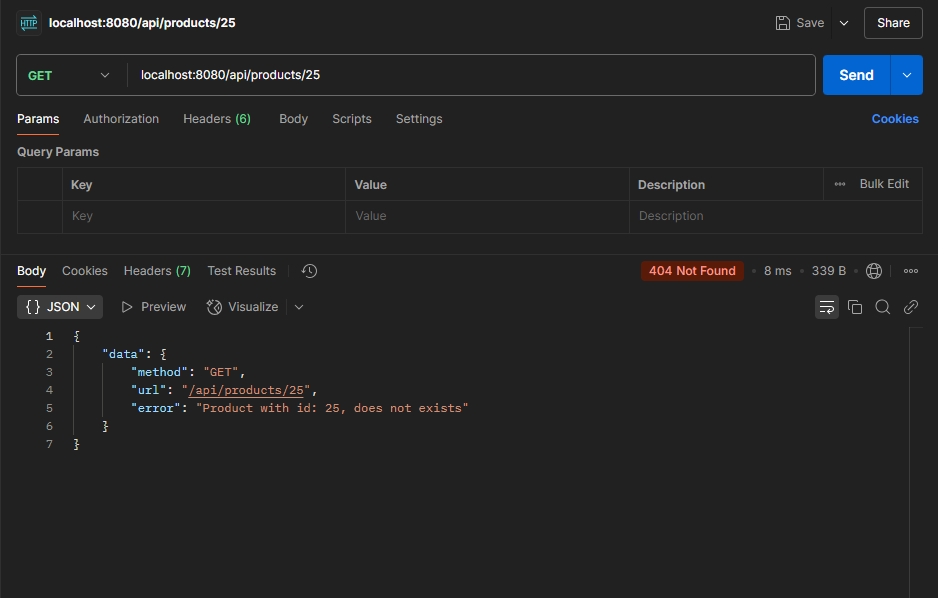 HTTP localhost:8080/api/products/25 Save Share
GET localhost:8080/api/products/25 Send
Params Authorization Headers (6) Body Scripts Settings Cookies
Query Params
Key Value Description Bulk Edit
Key Value Description
Body Cookies Headers (7) Test Results 404 Not Found 8 ms 339 B
{} JSON Preview Visualize
1 {
2 "data": {
3 "method": "GET",
4 "url": "/api/products/25",
5 "error": "Product with id: 25, does not exists"
6 }
7 }